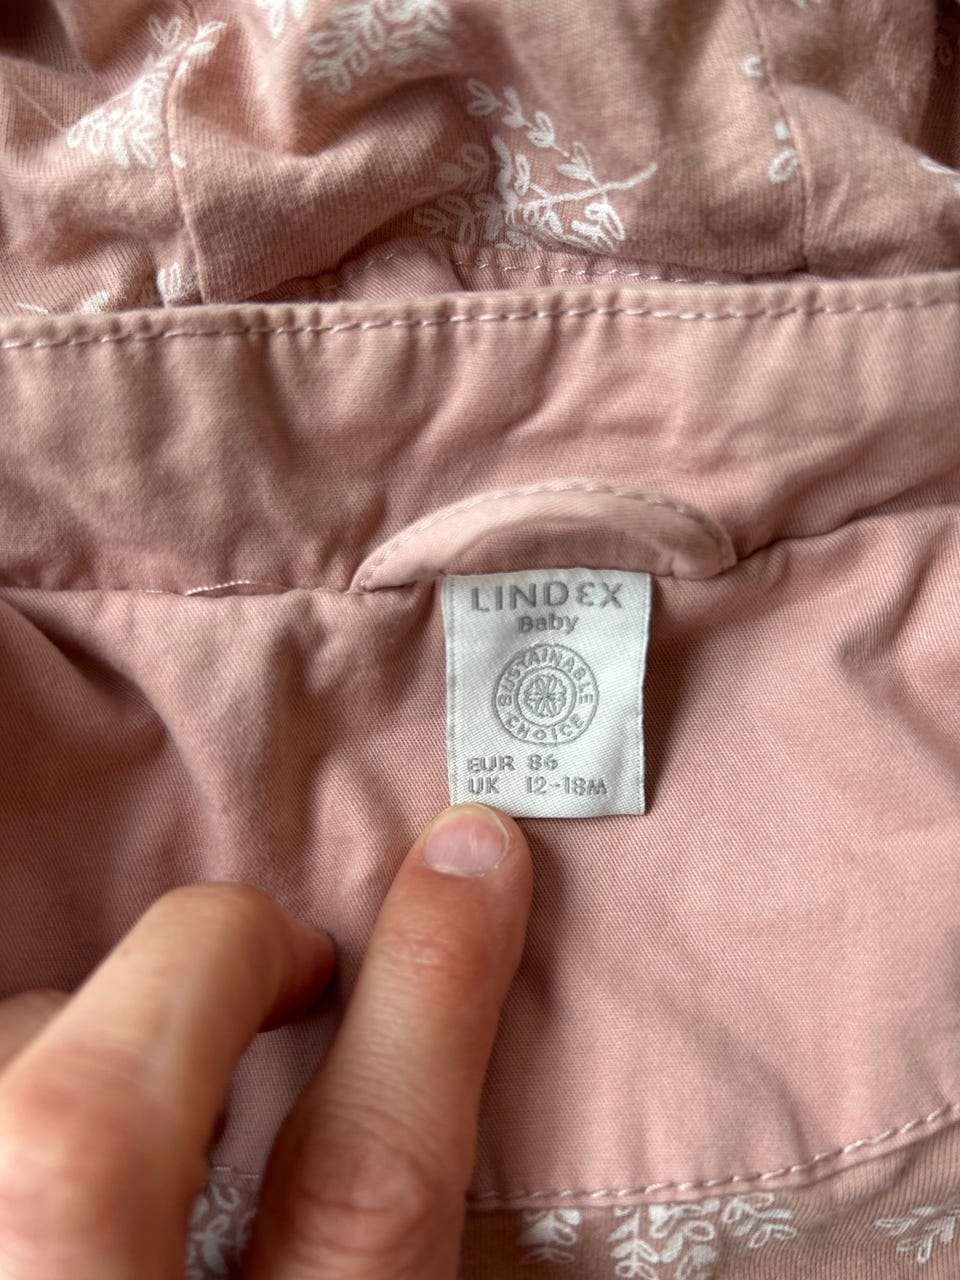 LINDEX
Baby
SUSTAINABLE
CHOICE
EUR 86
UK 12-18M